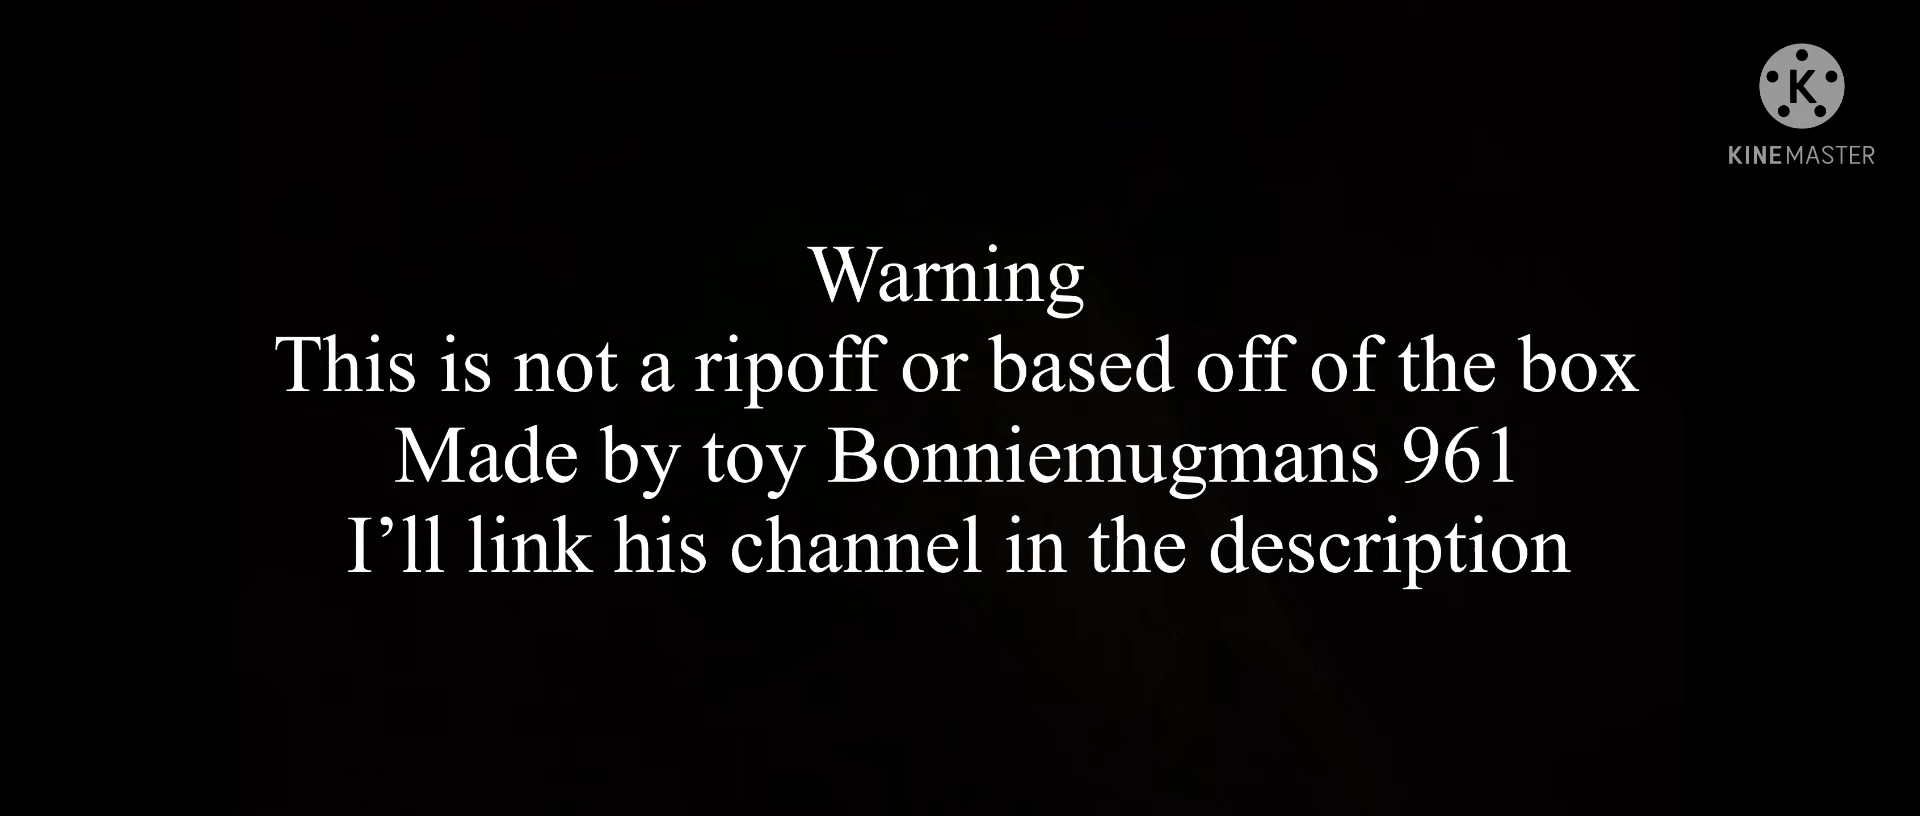 K
KINEMASTER
Warning
This is not a ripoff or based off of the box
Made by toy Bonniemugmans 961
I’ll link his channel in the description